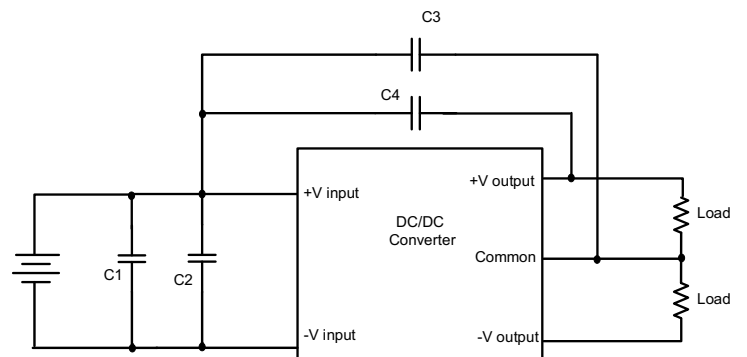 C3
C4
+V input
+V output
DC/DC
Converter
Load
Common
C1
C2
Load
-V input
-V output